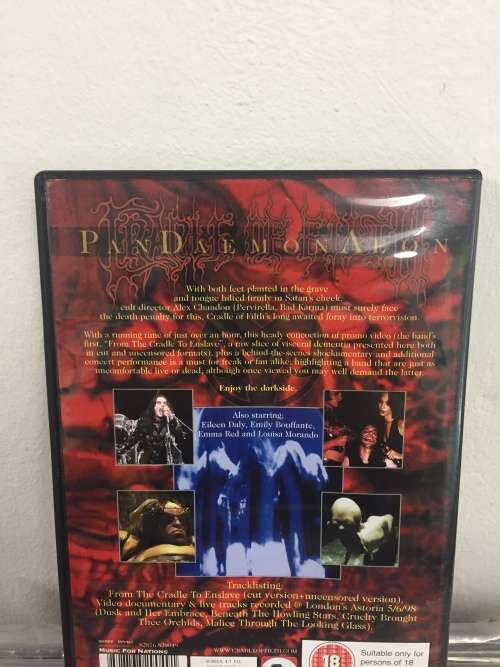 PANDAEMONAEON
With both feet planted in the grave
and tongue hilted firmly in Satan's cheek,
cult director Alex Chandon (Pervirella, Bad Karma) must surely face
the death penalty for this, Cradle of Filth's long awaited foray into terrorvision.
With a running time of just over an hour, this heady concoction of promo video (the band's
first, "From The Cradle To Enslave", a raw slice of visceral dementia presented here both
in cut and uncensored formats), plus a behind-the-scenes shockumentary and additional
concert performance is a must for freak or fan alike, highlighting a band that are just as
uncomfortable live or dead, although once viewed you may well demand the latter.
Enjoy the darkside.
Also starring:
Eileen Daly, Emily Bouffante,
Emma Red and Louisa Morando
Tracklisting:
From The Cradle To Enslave (cut version+uncensored version),
Video documentary & live tracks recorded @ London's Astoria 5/6/98
(Dusk and Her Embrace, Beneath The Howling Stars, Cruelty Brought
Thee Orchids, Malice Through The Looking Glass).
MUSIC FOR NATIONS
WWW.CRADLEOFFILTH.COM
18
Suitable only for
persons of 18